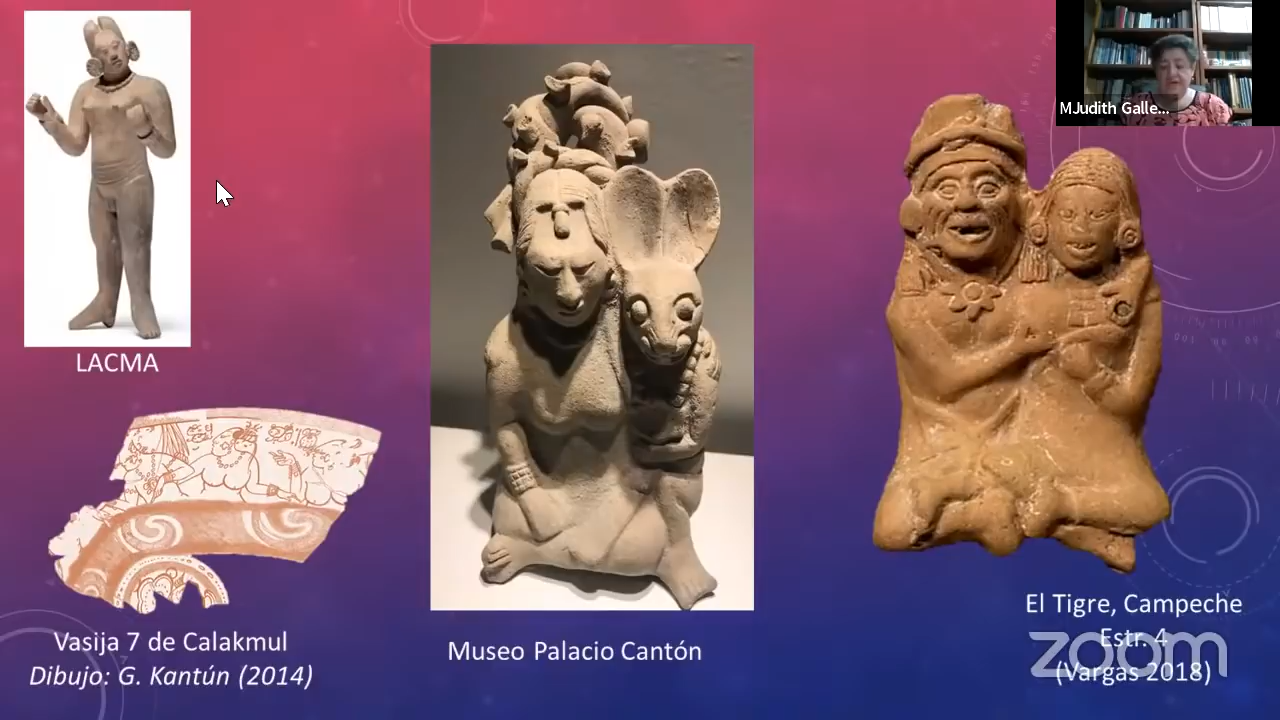 MJudith Galle...
LACMA
Vasija 7 de Calakmul
Dibujo: G. Kantún (2014)
Museo Palacio Cantón
El Tigre, Campeche
Estr. 4
(Vargas 2018)
zoom